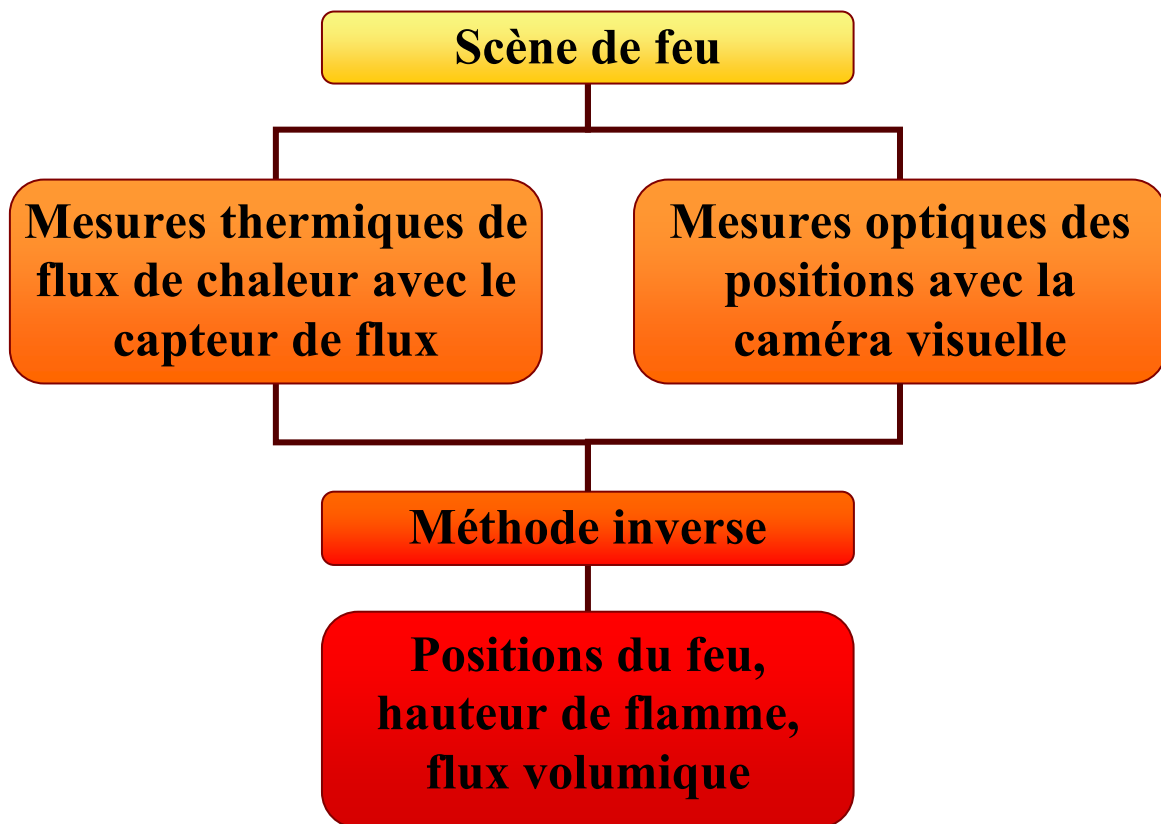 Scène de feu
Mesures thermiques de
flux de chaleur avec le
capteur de flux
Mesures optiques des
positions avec la
caméra visuelle
Méthode inverse
Positions du feu,
hauteur de flamme,
flux volumique